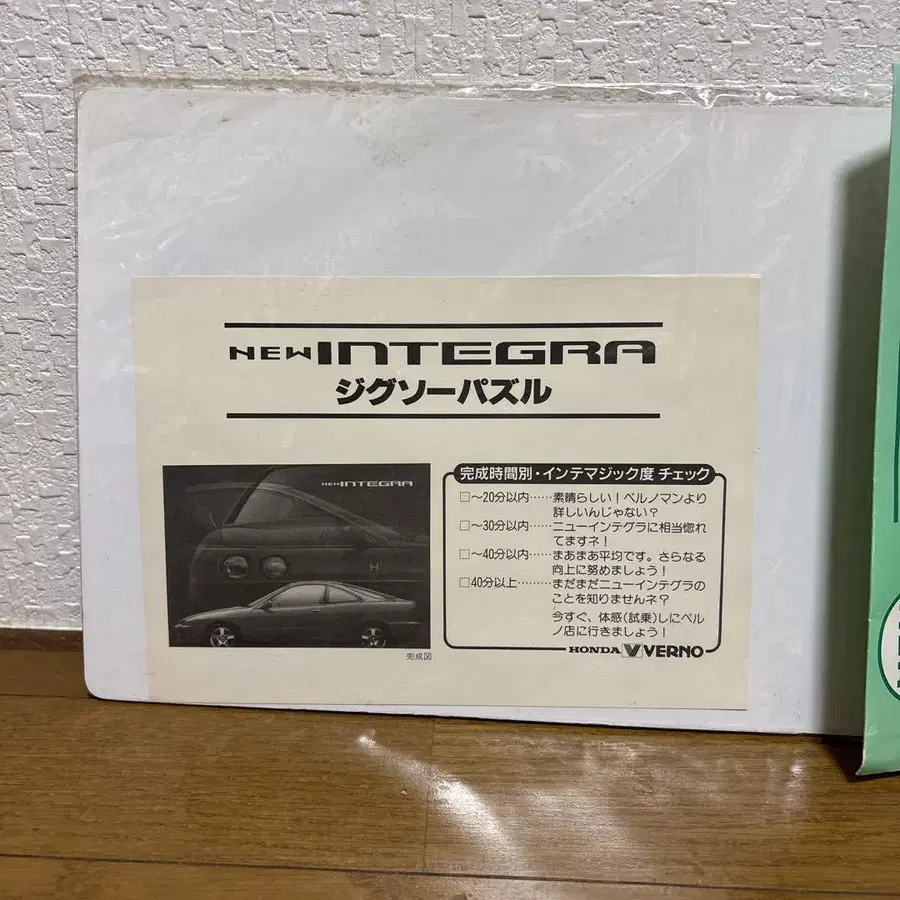 NEW INTEGRA
ジグソーパズル
NEW INTEGRA
完成図
完成時間別・インテマジック度 チェック
□〜20分以内……素晴らしい！ベルノマンより
詳しいんじゃない？
□〜30分以内……ニューインテグラに相当惚れ
てますネ！
□〜40分以内……まあまあ平均です。さらなる
向上に努めましょう！
□40分以上………まだまだニューインテグラの
ことを知りませんネ？
今すぐ、体感(試乗)しにベル
ノ店に行きましょう！
HONDA VERNO